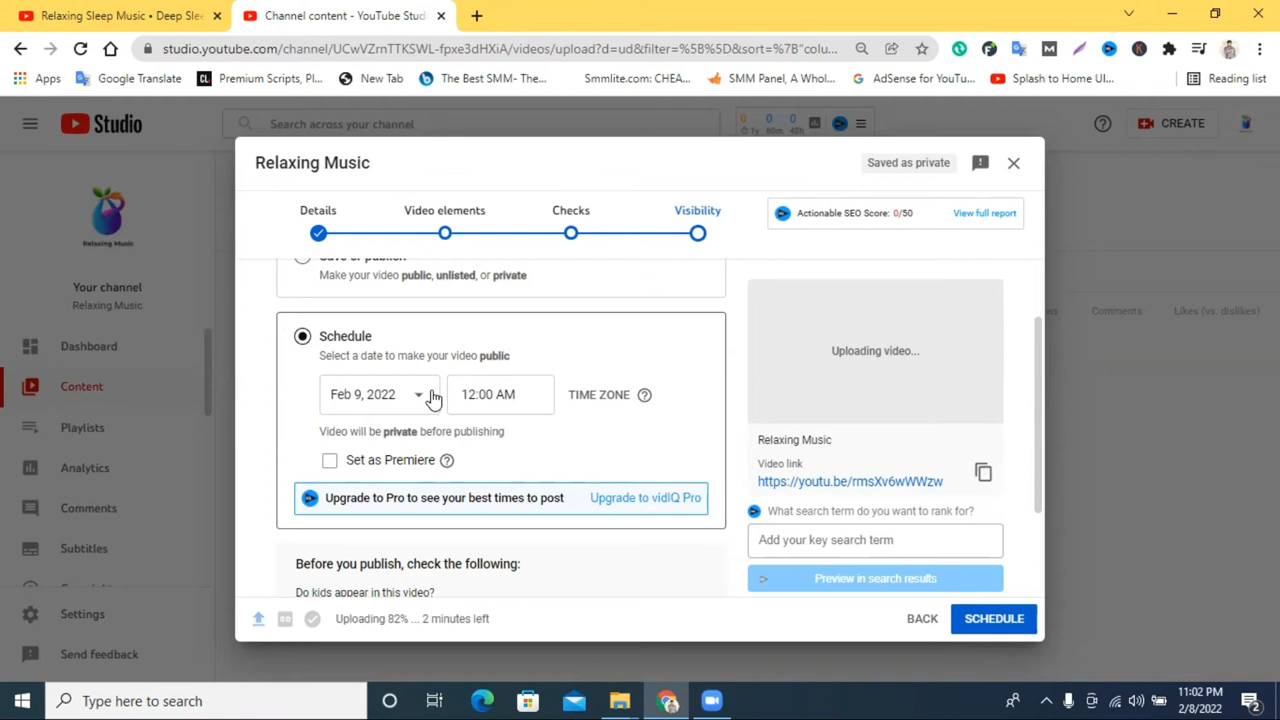 Relaxing Sleep Music • Deep Slee
Channel content - YouTube Studi
studio.youtube.com/channel/UCwVZrnTTKSWL-fpxe3dHXiA/videos/upload?d=ud&filter=%5B%5D&sort=%7B"colu...
Apps
Google Translate
Premium Scripts, Pl...
New Tab
The Best SMM- The...
Smmlite.com: CHEA...
SMM Panel, A Whol...
AdSense for YouTu...
Splash to Home UI...
Reading list
Studio
Search across your channel
CREATE
Relaxing Music
Saved as private
Details
Video elements
Checks
Visibility
Actionable SEO Score: 0/50
View full report
Relaxing Music
Your channel
Relaxing Music
Dashboard
Content
Playlists
Analytics
Comments
Subtitles
Settings
Send feedback
Save or publish
Make your video public, unlisted, or private
Schedule
Select a date to make your video public
Feb 9, 2022
12:00 AM
TIME ZONE
Video will be private before publishing
Set as Premiere
Upgrade to Pro to see your best times to post
Upgrade to vidIQ Pro
Before you publish, check the following:
Do kids appear in this video?
Uploading video...
Relaxing Music
Video link
https://youtu.be/rmsXv6wWWzw
What search term do you want to rank for?
Add your key search term
Preview in search results
Comments
Likes (vs. dislikes)
Uploading 82% ... 2 minutes left
BACK
SCHEDULE
Type here to search
11:02 PM
2/8/2022